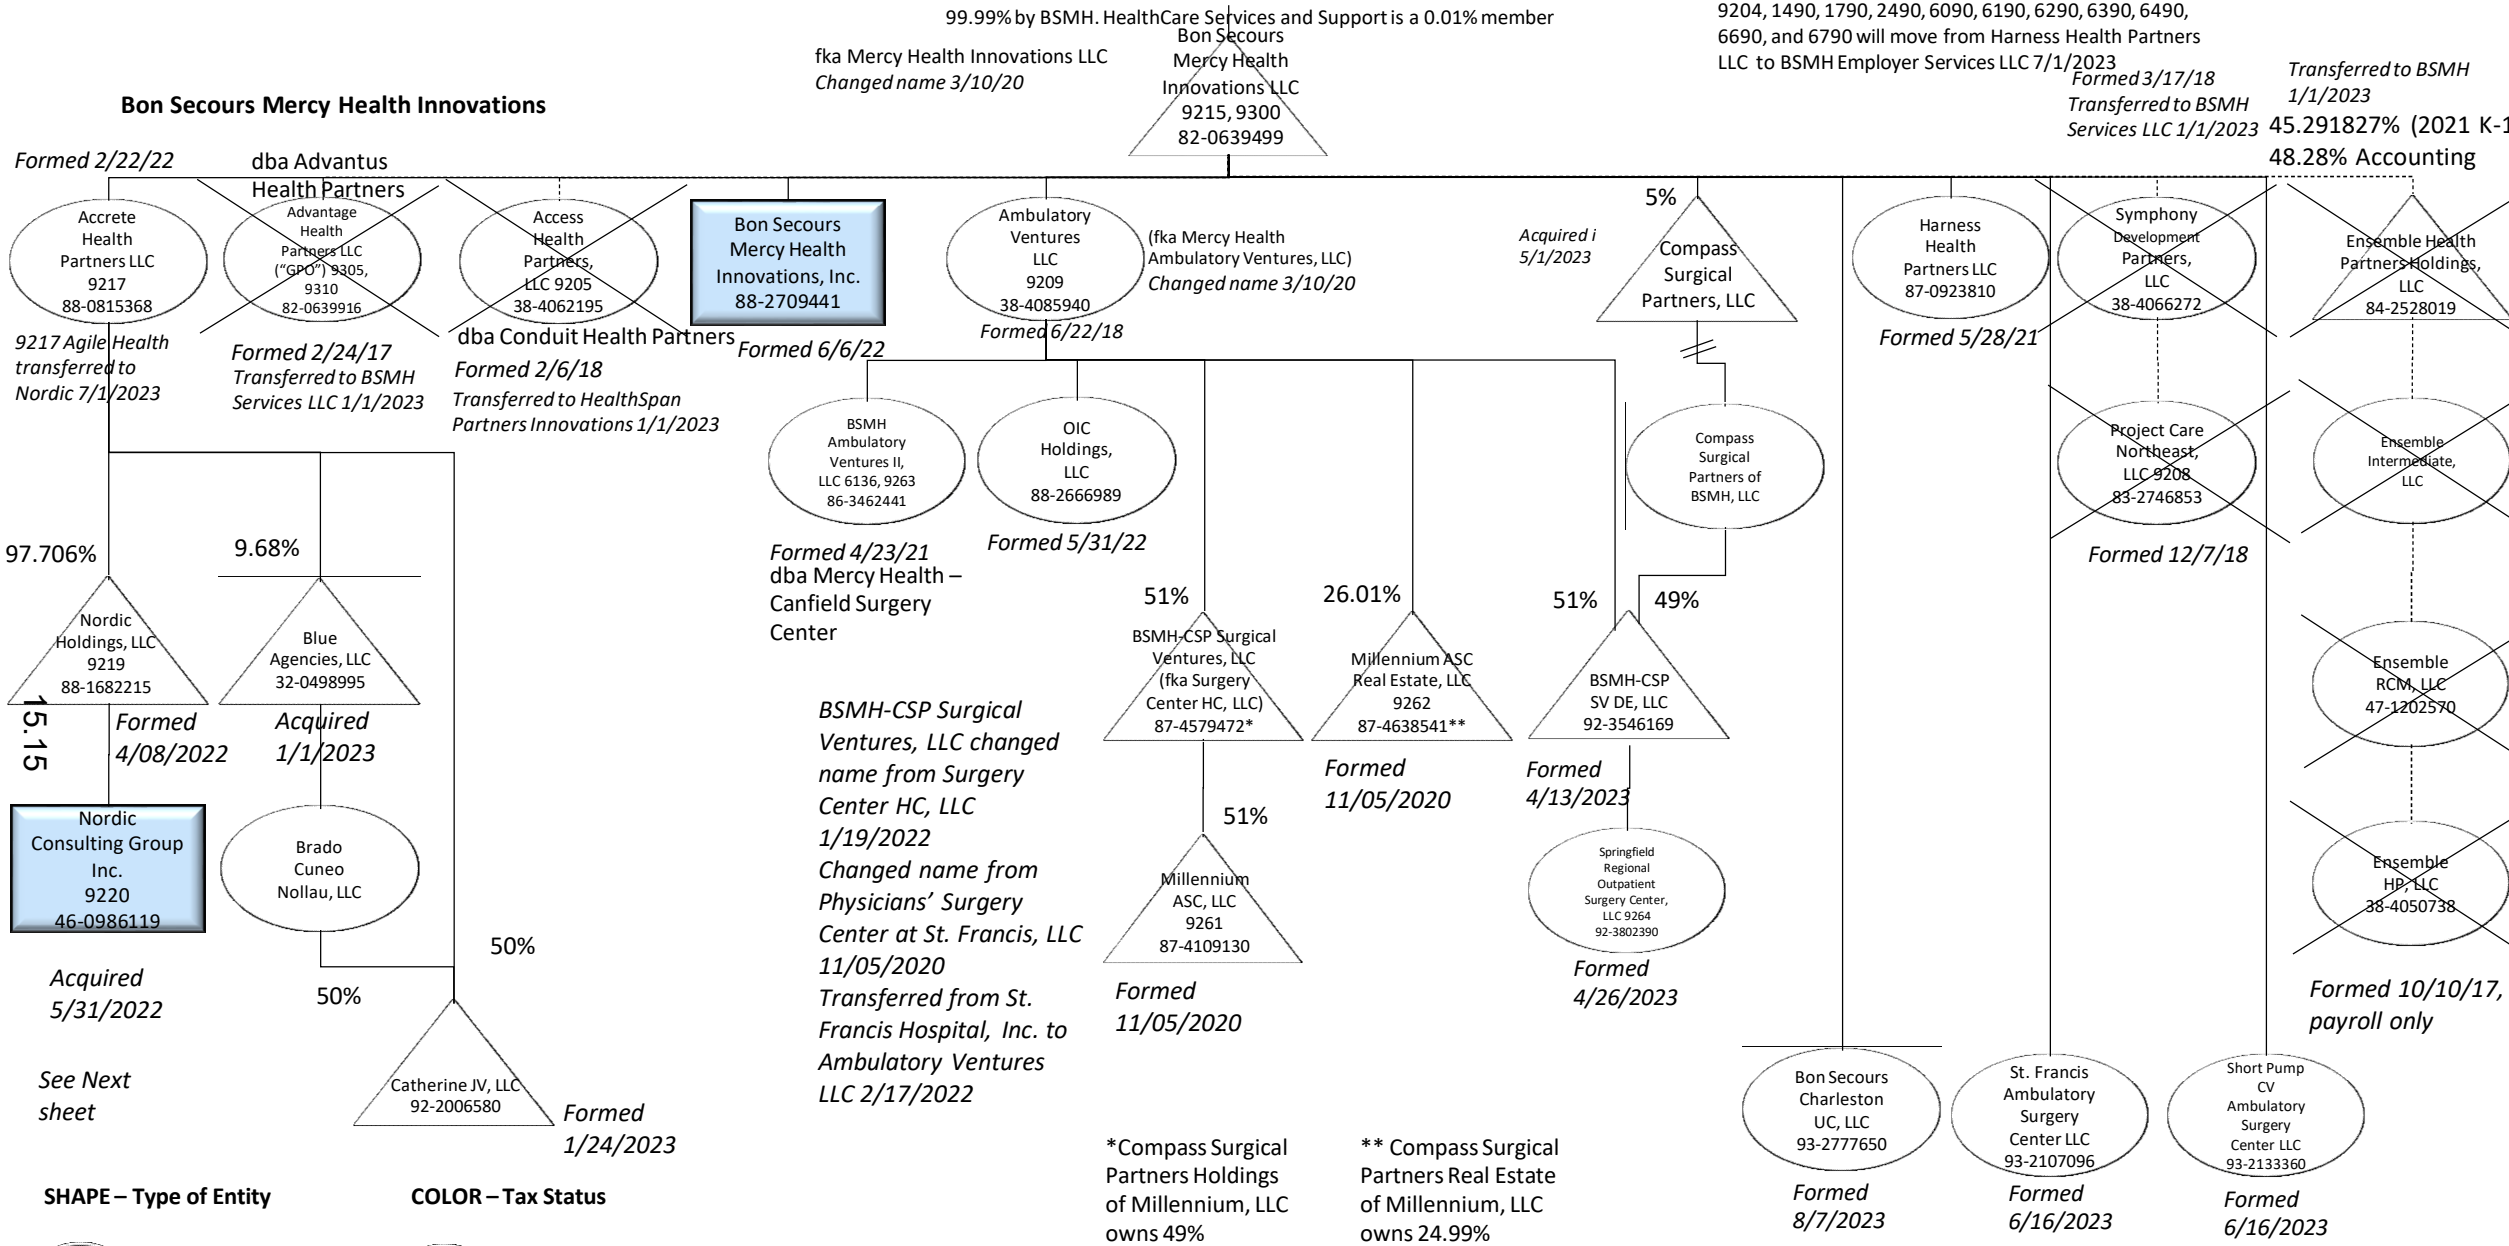 99.99% by BSMH. HealthCare Services and Support is a 0.01% member
9204, 1490, 1790, 2490, 6090, 6190, 6290, 6390, 6490,
6690, and 6790 will move from Harness Health Partners
LLC to BSMH Employer Services LLC 7/1/2023
fka Mercy Health Innovations LLC
Changed name 3/10/20
Bon Secours
Mercy Health
Innovations LLC
9215, 9300
82-0639499
Bon Secours Mercy Health Innovations
Formed 3/17/18
Transferred to BSMH
Services LLC 1/1/2023
Transferred to BSMH
1/1/2023
45.291827% (2021 K-1
48.28% Accounting
Formed 2/22/22
Accrete
Health
Partners LLC
9217
88-0815368
9217 Agile Health
transferred to
Nordic 7/1/2023
dba Advantus
Health Partners
Advantage
Health
Partners LLC
("GPO") 9305,
9310
82-0639916
Formed 2/24/17
Transferred to BSMH
Services LLC 1/1/2023
Access
Health
Partners,
LLC 9205
38-4062195
dba Conduit Health Partners
Formed 2/6/18
Transferred to HealthSpan
Partners Innovations 1/1/2023
Bon Secours
Mercy Health
Innovations, Inc.
88-2709441
Formed 6/6/22
Ambulatory
Ventures
LLC
9209
38-4085940
Formed 6/22/18
(fka Mercy Health
Ambulatory Ventures, LLC)
Changed name 3/10/20
Acquired i
5/1/2023
5%
Compass
Surgical
Partners, LLC
Harness
Health
Partners LLC
87-0923810
Formed 5/28/21
Symphony
Development
Partners,
LLC
38-4066272
Ensemble Health
Partners Holdings,
LLC
84-2528019
BSMH
Ambulatory
Ventures II,
LLC 6136, 9263
86-3462441
Formed 4/23/21
dba Mercy Health –
Canfield Surgery
Center
OIC
Holdings,
LLC
88-2666989
Formed 5/31/22
Compass
Surgical
Partners of
BSMH, LLC
Project Care
Northeast,
LLC 9208
83-2746853
Formed 12/7/18
Ensemble
Intermediate,
LLC
97.706%
Nordic
Holdings, LLC
9219
88-1682215
15.15
Formed
4/08/2022
9.68%
Blue
Agencies, LLC
32-0498995
Acquired
1/1/2023
51%
BSMH-CSP Surgical
Ventures, LLC
(fka Surgery
Center HC, LLC)
87-4579472*
26.01%
Millennium ASC
Real Estate, LLC
9262
87-4638541**
Formed
11/05/2020
51%
49%
BSMH-CSP
SV DE, LLC
92-3546169
Formed
4/13/2023
Ensemble
RCM, LLC
47-1202570
Nordic
Consulting Group
Inc.
9220
46-0986119
Acquired
5/31/2022
See Next
sheet
Brado
Cuneo
Nollau, LLC
50%
50%
Catherine JV, LLC
92-2006580
Formed
1/24/2023
BSMH-CSP Surgical
Ventures, LLC changed
name from Surgery
Center HC, LLC
1/19/2022
Changed name from
Physicians' Surgery
Center at St. Francis, LLC
11/05/2020
Transferred from St.
Francis Hospital, Inc. to
Ambulatory Ventures
LLC 2/17/2022
51%
Millennium
ASC, LLC
9261
87-4109130
Formed
11/05/2020
Springfield
Regional
Outpatient
Surgery Center,
LLC 9264
92-3802390
Formed
4/26/2023
Ensemble
HP, LLC
38-4050738
Formed 10/10/17,
payroll only
Bon Secours
Charleston
UC, LLC
93-2777650
Formed
8/7/2023
St. Francis
Ambulatory
Surgery
Center LLC
93-2107096
Formed
6/16/2023
Short Pump
CV
Ambulatory
Surgery
Center LLC
93-2133360
Formed
6/16/2023
*Compass Surgical
Partners Holdings
of Millennium, LLC
owns 49%
** Compass Surgical
Partners Real Estate
of Millennium, LLC
owns 24.99%
SHAPE – Type of Entity
COLOR – Tax Status